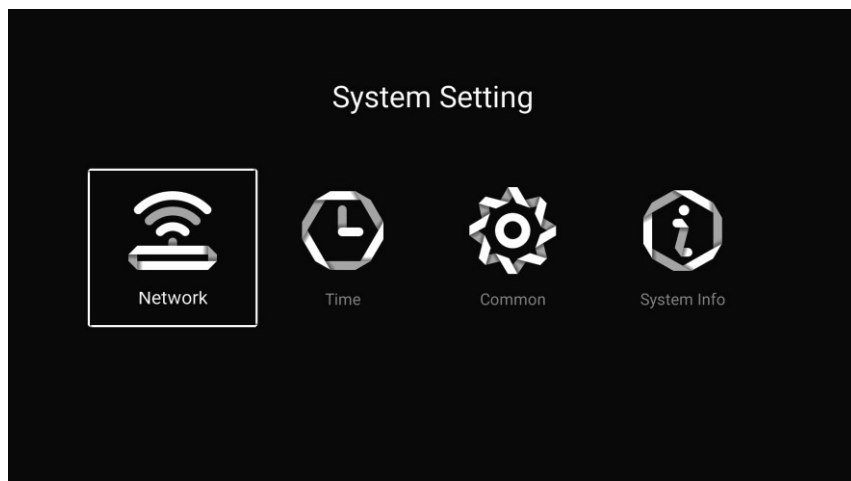 System Setting
Network
Time
Common
System Info